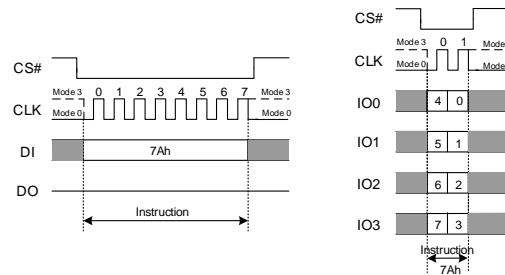 CS#
Mode 3 0 1 2 3 4 5 6 7 Mode 3
CLK
Mode 0 Mode 0
DI 7Ah
DO
Instruction
CS#
Mode 3 0 1 Mode
CLK
Mode 0 Mode
IO0 4 0
IO1 5 1
IO2 6 2
IO3 7 3
Instruction
7Ah